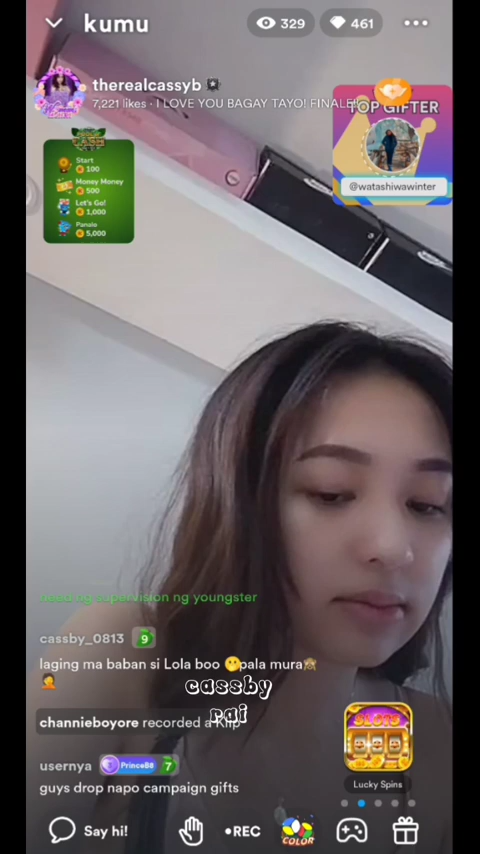 kumu
329
461
therealcassyb
7,221 likes · I LOVE YOU BAGAY TAYO! FINALE!!
TOP GIFTER
@watashiwawinter
Start
100
Money Money
500
Let's Go!
1,000
Panalo
5,000
needing supervision ng youngster
cassby_0813 9
laging ma baban si Lola boo 🤭pala mura🙈
🤦
cassby
pai
channieboyore recorded a Klip
usernya PrinceB8 7
guys drop napo campaign gifts
SLOTS
Lucky Spins
Say hi!
•REC
COLOR